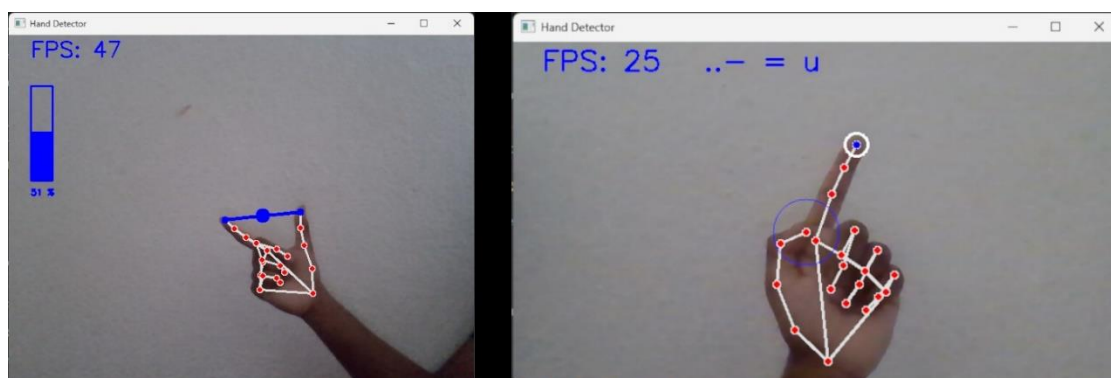 Hand Detector
FPS: 47
51 %
Hand Detector
FPS: 25 ..- = u